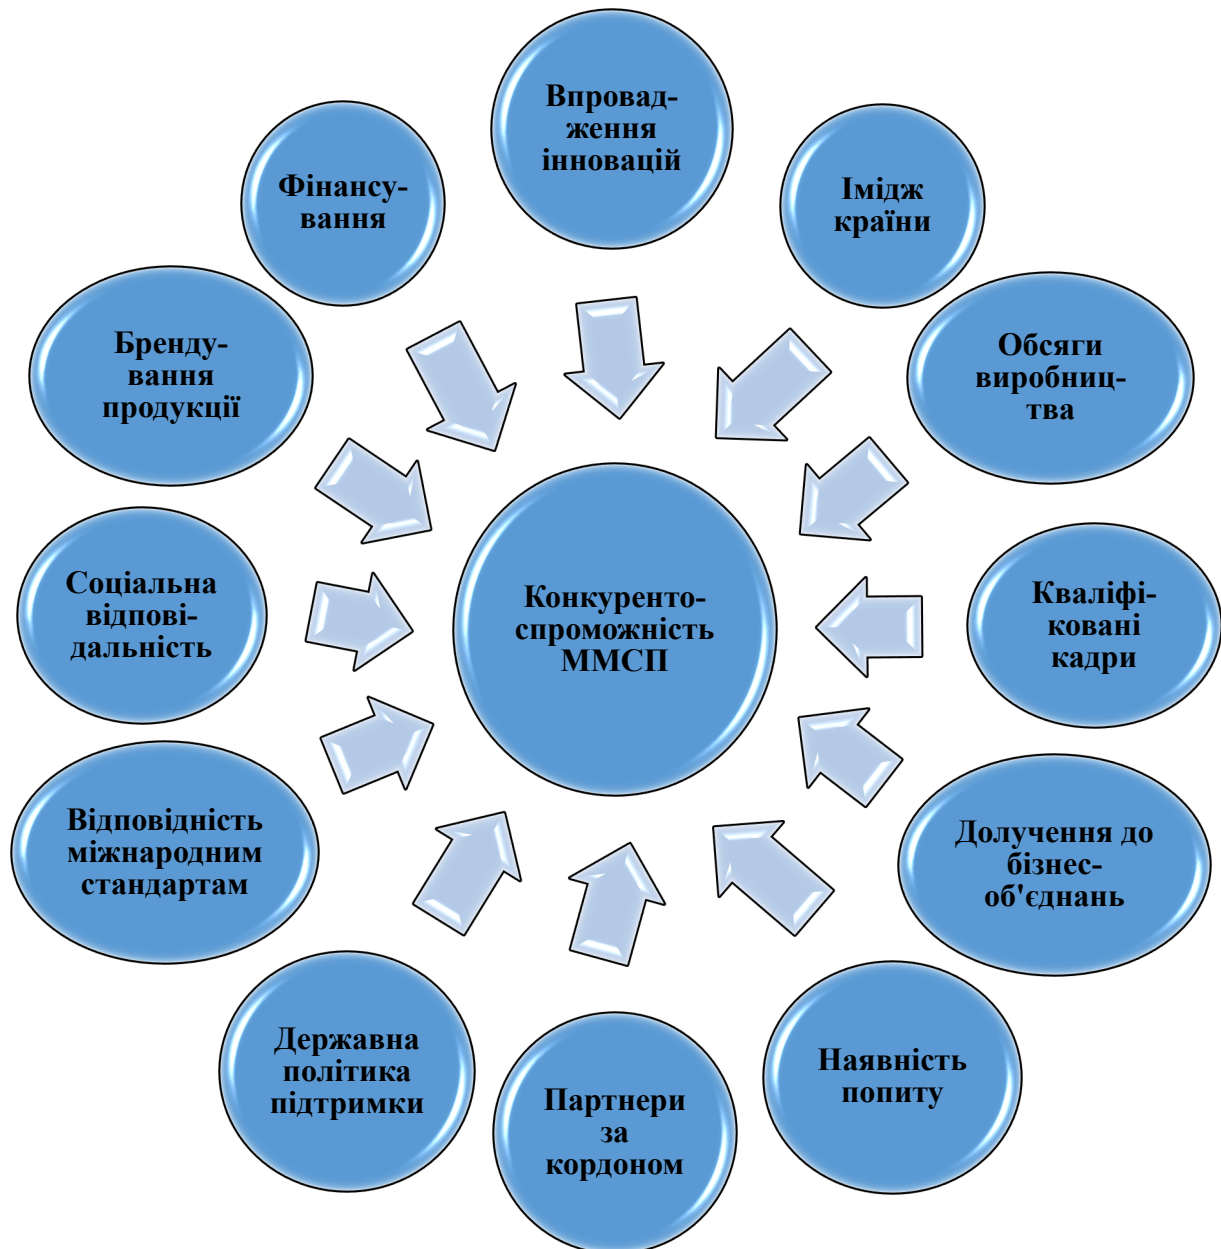 Впровад-
ження
інновацій
Імідж
країни
Обсяги
виробниц-
тва
Кваліфі-
ковані
кадри
Долучення до
бізнес-
об'єднань
Наявність
попиту
Партнери
за
кордоном
Державна
політика
підтримки
Відповідність
міжнародним
стандартам
Соціальна
відпові-
дальність
Бренду-
вання
продукції
Фінансу-
вання
Конкуренто-
спроможність
ММСП